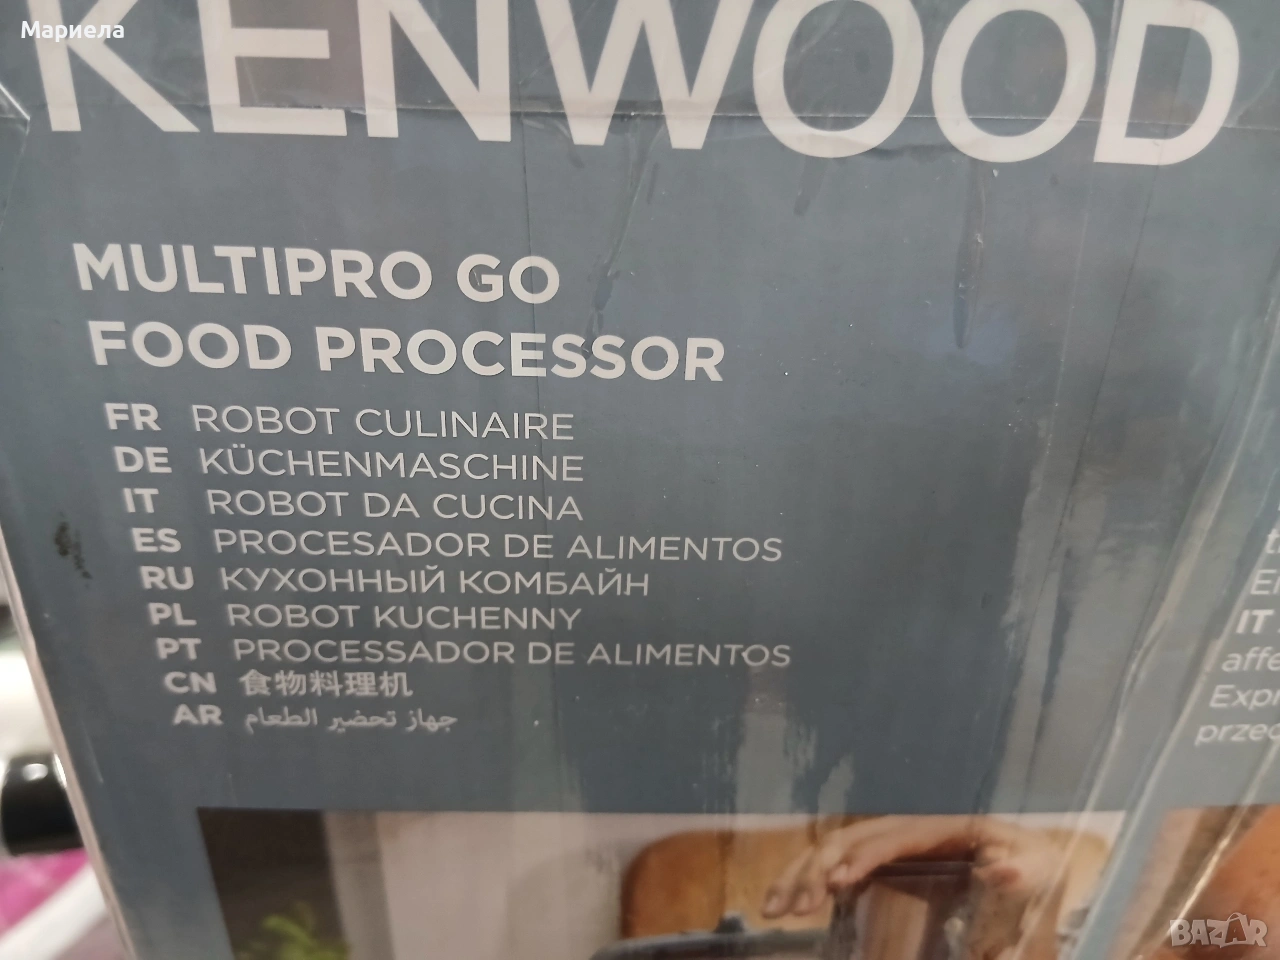 Мариела
KENWOOD
MULTIPRO GO
FOOD PROCESSOR
FR ROBOT CULINAIRE
DE KÜCHENMASCHINE
IT ROBOT DA CUCINA
ES PROCESADOR DE ALIMENTOS
RU КУХОННЫЙ КОМБАЙН
PL ROBOT KUCHENNY
PT PROCESSADOR DE ALIMENTOS
CN 食物料理机
AR جهاز تحضير الطعام
IT
BAZAR